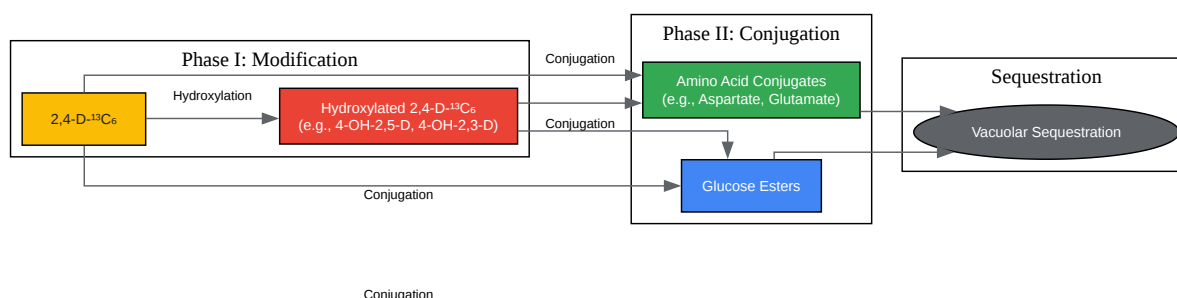 Phase I: Modification
2,4-D-¹³C₆
Hydroxylation
Hydroxylated 2,4-D-¹³C₆
(e.g., 4-OH-2,5-D, 4-OH-2,3-D)
Conjugation
Conjugation
Conjugation
Phase II: Conjugation
Amino Acid Conjugates
(e.g., Aspartate, Glutamate)
Glucose Esters
Sequestration
Vacuolar Sequestration
Conjugation